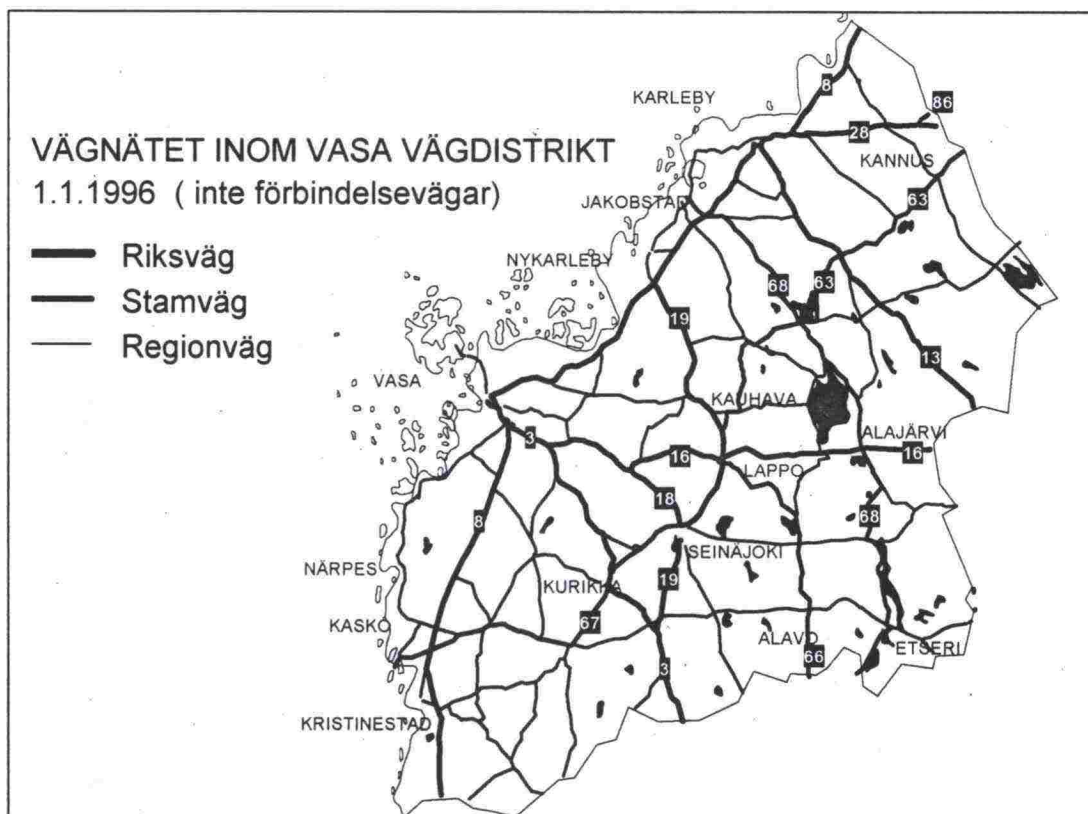 VÄGNÄTET INOM VASA VÄGDISTRIKT
1.1.1996 ( inte förbindelsevägar)
Riksväg
Stamväg
Regionväg
8
86
KARLEBY
28
KANNUS
63
JAKOBSTAD
NYKARLEBY
68
63
19
13
VASA
KAUHAVA
3
ALAJÄRVI
16
16
LAPPO
18
8
68
SEINÄJOKI
NÄRPES
KURIKKA
19
KASKÖ
67
ALAVO
ETSERI
66
3
KRISTINESTAD